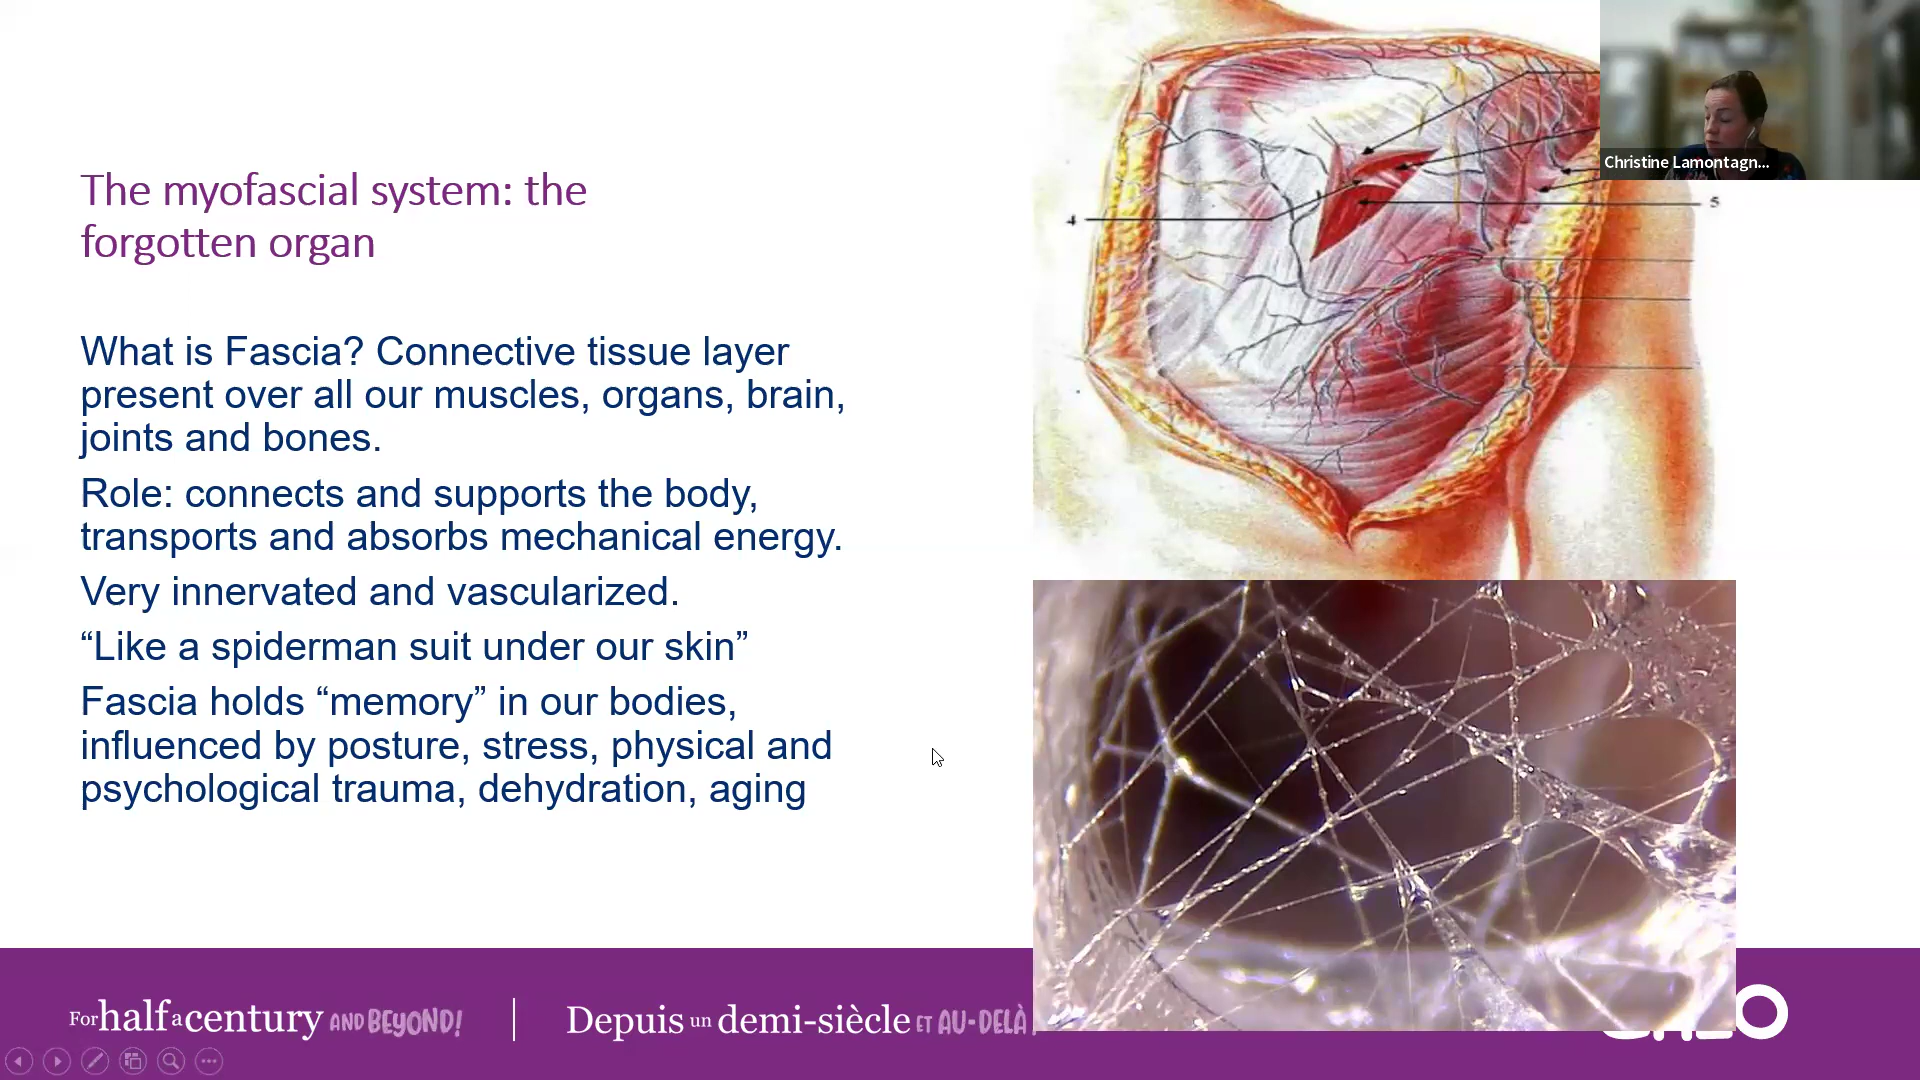 The myofascial system: the
forgotten organ
What is Fascia? Connective tissue layer
present over all our muscles, organs, brain,
joints and bones.
Role: connects and supports the body,
transports and absorbs mechanical energy.
Very innervated and vascularized.
“Like a spiderman suit under our skin”
Fascia holds “memory” in our bodies,
influenced by posture, stress, physical and
psychological trauma, dehydration, aging
4
5
Christine Lamontagn...
For half a century AND BEYOND!
Depuis un demi-siècle ET AU-DELÀ